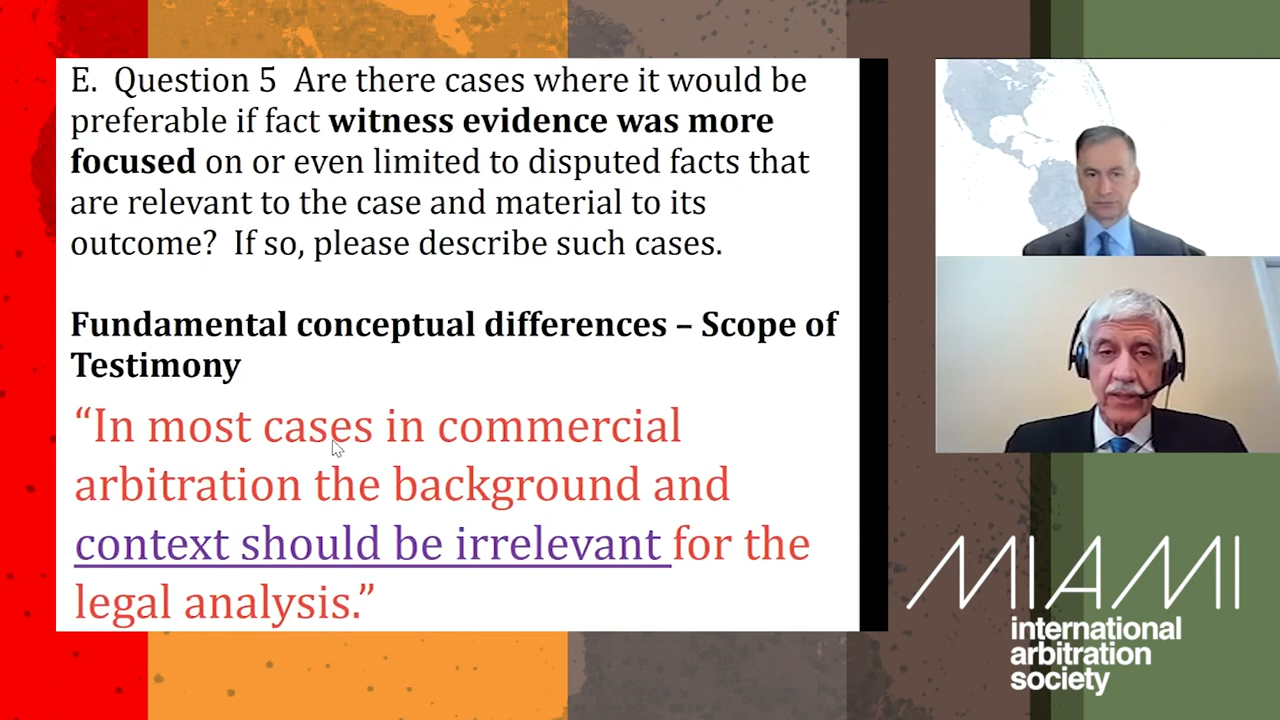 E. Question 5 Are there cases where it would be
preferable if fact witness evidence was more
focused on or even limited to disputed facts that
are relevant to the case and material to its
outcome? If so, please describe such cases.
Fundamental conceptual differences – Scope of
Testimony
“In most cases in commercial
arbitration the background and
context should be irrelevant for the
legal analysis.”
MIAMI
international
arbitration
society